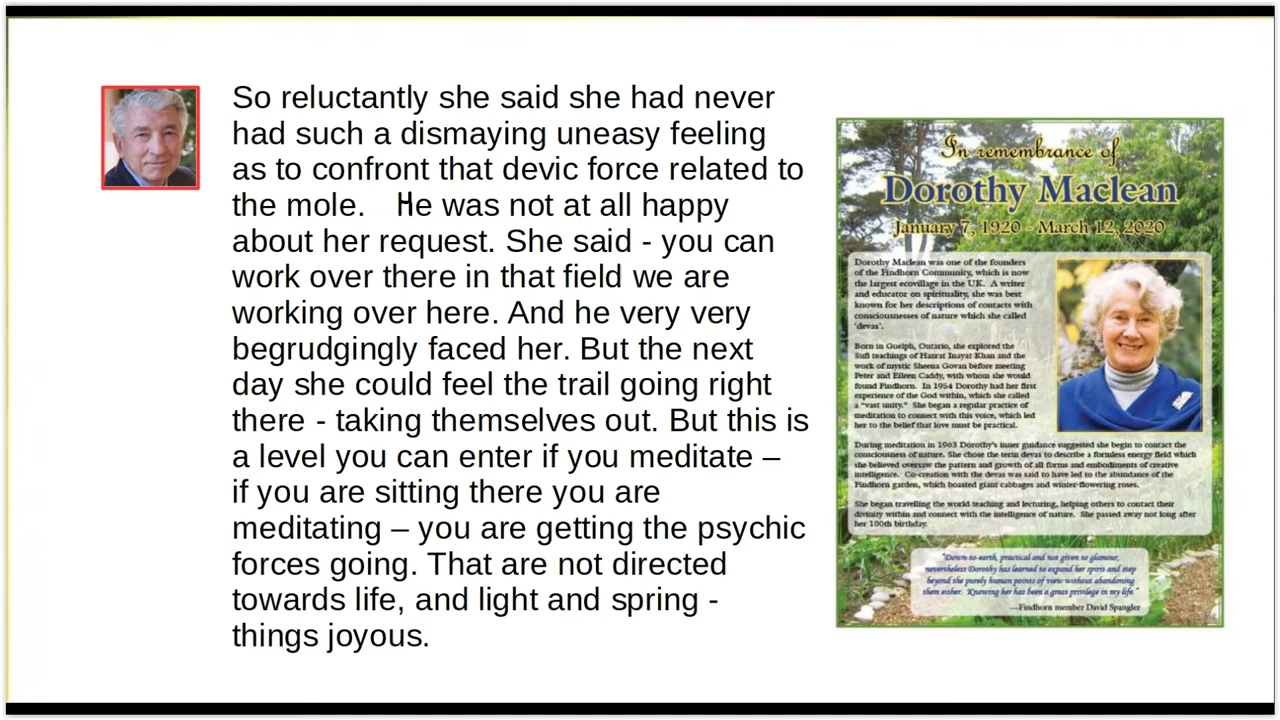 So reluctantly she said she had never
had such a dismaying uneasy feeling
as to confront that devic force related to
the mole. He was not at all happy
about her request. She said - you can
work over there in that field we are
working over here. And he very very
begrudgingly faced her. But the next
day she could feel the trail going right
there - taking themselves out. But this is
a level you can enter if you meditate –
if you are sitting there you are
meditating – you are getting the psychic
forces going. That are not directed
towards life, and light and spring -
things joyous.
In remembrance of
Dorothy Maclean
January 7, 1920 - March 12, 2020
Dorothy Maclean was one of the founders
of the Findhorn Community, which is now
the largest ecovillage in the UK. A writer
and educator on spirituality, she was best
known for her descriptions of contacts with
consciousnesses of nature which she called
'devas'.
Born in Guelph, Ontario, she explored the
Sufi teachings of Hazrat Inayat Khan and the
work of mystic Sheena Govan before meeting
Peter and Eileen Caddy, with whom she would
found Findhorn. In 1954 Dorothy had her first
experience of the God within, which she called
a "vast unity." She began a regular practice of
meditation to connect with this voice, which led
her to the belief that love must be practical.
During meditation in 1963 Dorothy's inner guidance suggested she begin to contact the
consciousness of nature. She chose the term devas to describe a formless energy field which
she believed oversaw the pattern and growth of all forms and embodiments of creative
intelligence. Co-creation with the devas was said to have led to the abundance of the
Findhorn garden, which boasted giant cabbages and winter-flowering roses.
She began travelling the world teaching and lecturing, helping others to contact their
divinity within and connect with the intelligence of nature. She passed away not long after
her 100th birthday.
"Down-to-earth, practical and not given to glamour,
nevertheless Dorothy has learned to expand her spirit and step
beyond the purely human points of view without abandoning
them either. Knowing her has been a great privilege in my life."
—Findhorn member David Spangler